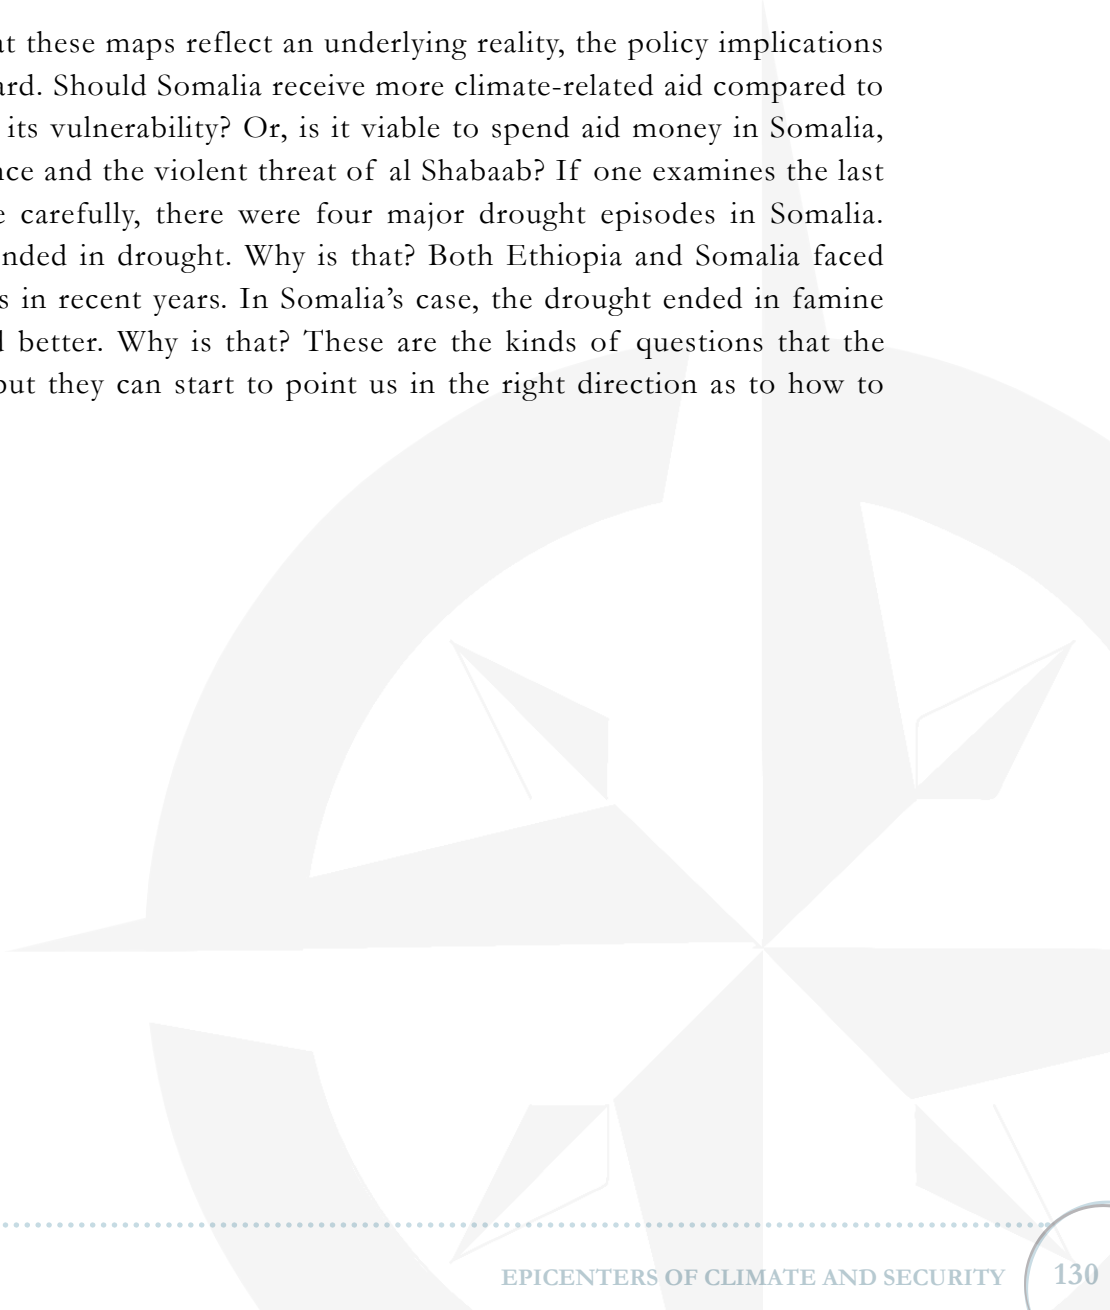 at these maps reflect an underlying reality, the policy implications
ard. Should Somalia receive more climate-related aid compared to
its vulnerability? Or, is it viable to spend aid money in Somalia,
nce and the violent threat of al Shabaab? If one examines the last
e carefully, there were four major drought episodes in Somalia.
nded in drought. Why is that? Both Ethiopia and Somalia faced
s in recent years. In Somalia’s case, the drought ended in famine
d better. Why is that? These are the kinds of questions that the
but they can start to point us in the right direction as to how to
EPICENTERS OF CLIMATE AND SECURITY 130